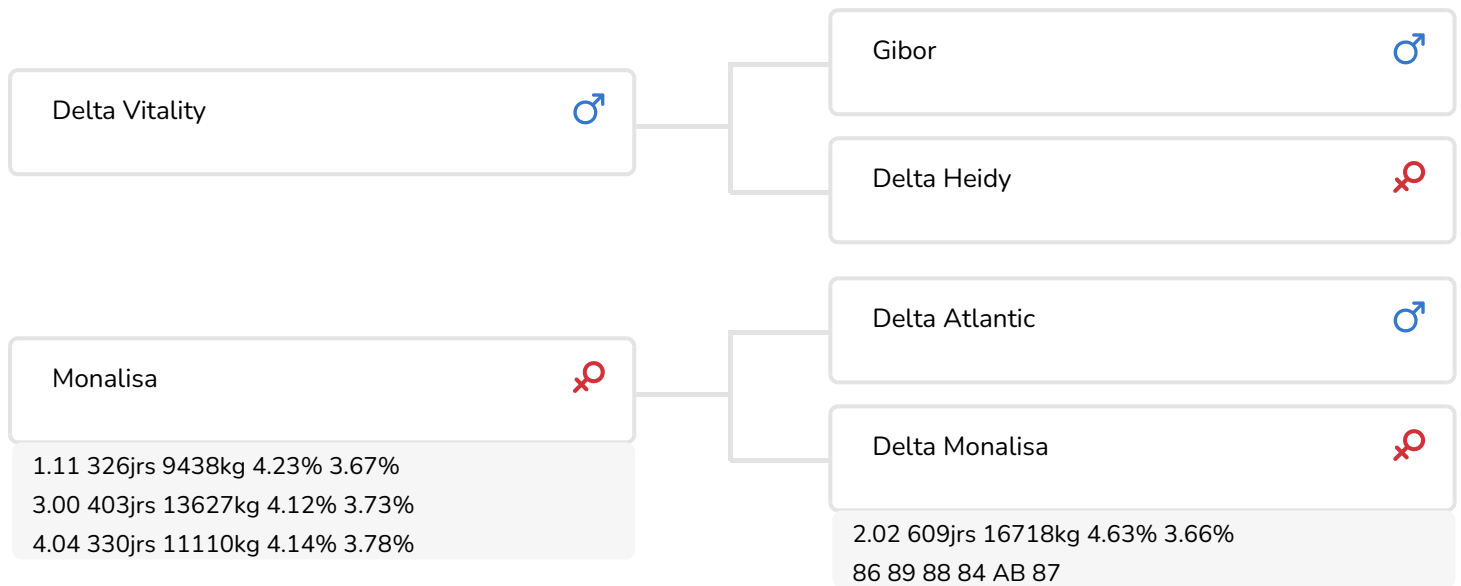 Delta Vitality
Gibor
Delta Heidy
Monalisa
1.11 326jrs 9438kg 4.23% 3.67%
3.00 403jrs 13627kg 4.12% 3.73%
4.04 330jrs 11110kg 4.14% 3.78%
Delta Atlantic
Delta Monalisa
2.02 609jrs 16718kg 4.63% 3.66%
86 89 88 84 AB 87